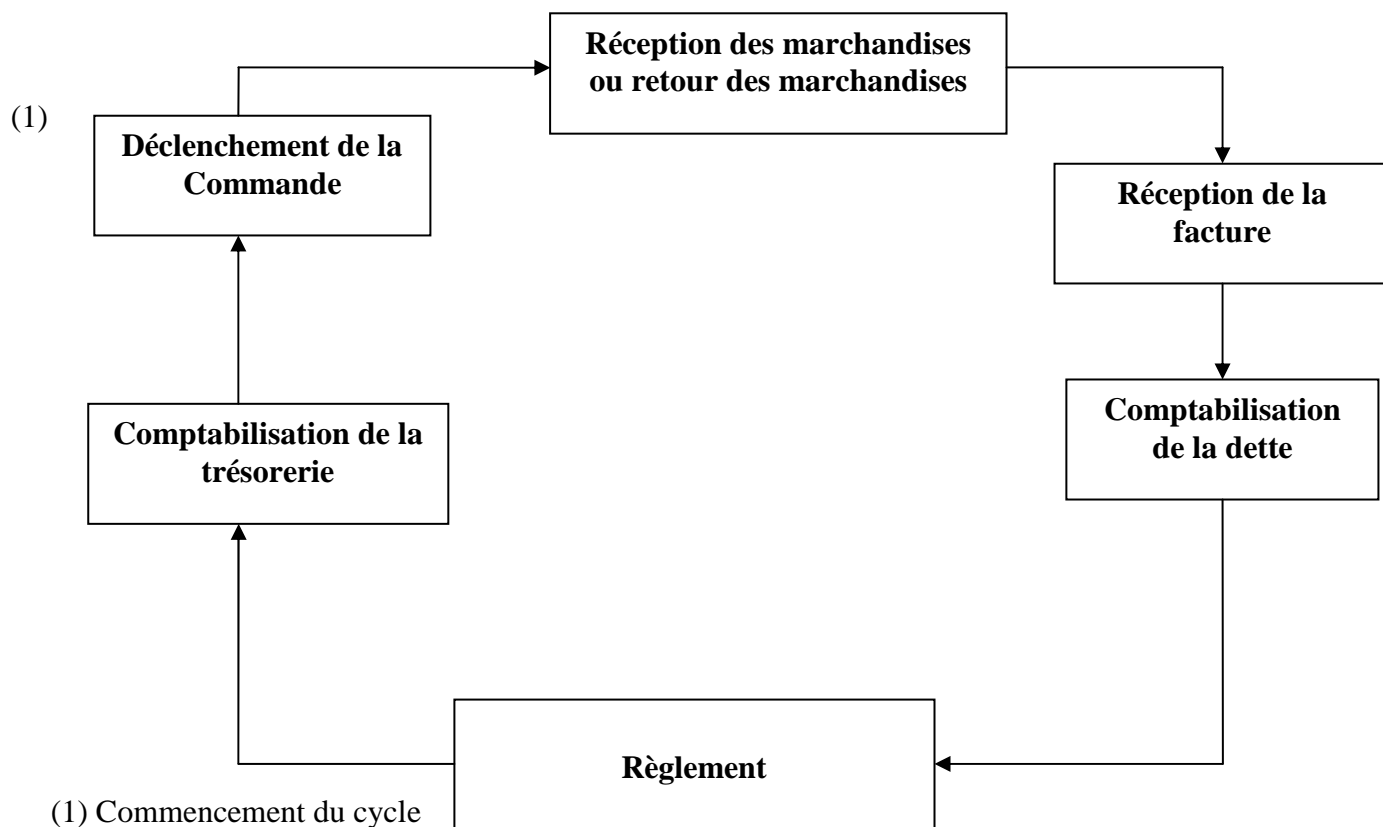 Réception des marchandises
ou retour des marchandises
(1)
Déclenchement de la
Commande
Réception de la
facture
Comptabilisation
de la dette
Comptabilisation de la
trésorerie
Règlement
(1) Commencement du cycle